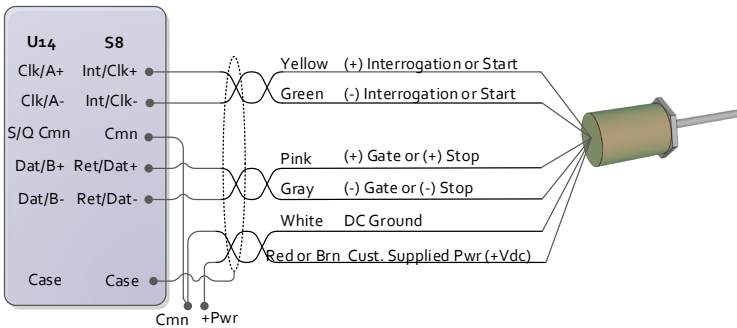 U14 S8
Clk/A+ Int/Clk+ Yellow (+) Interrogation or Start
Clk/A- Int/Clk- Green (-) Interrogation or Start
S/Q Cmn Cmn
Dat/B+ Ret/Dat+ Pink (+) Gate or (+) Stop
Dat/B- Ret/Dat- Gray (-) Gate or (-) Stop
White DC Ground
Red or Brn Cust. Supplied Pwr (+Vdc)
Case Case
Cmn +Pwr